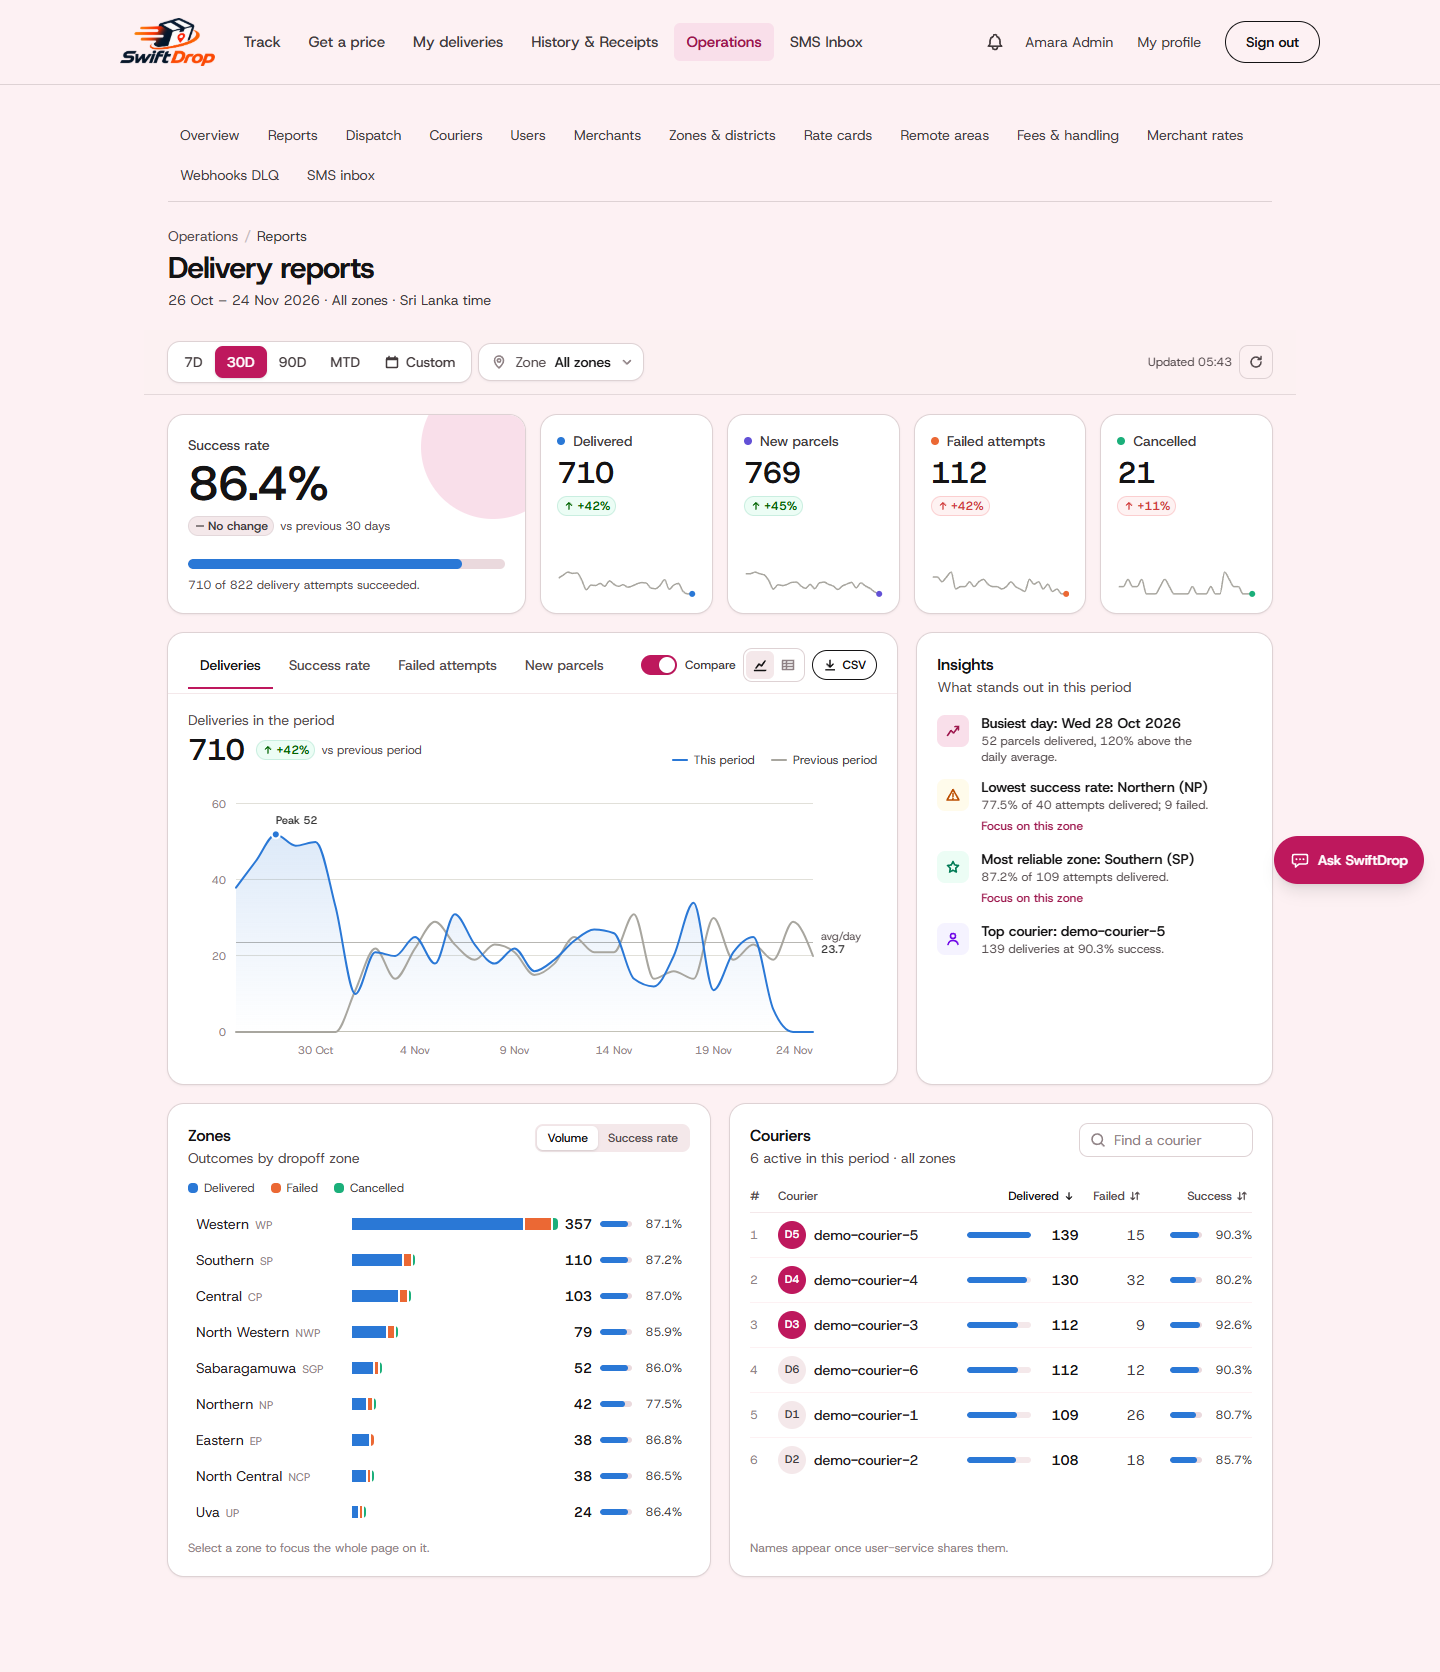 SwiftDrop
Track Get a price My deliveries History & Receipts Operations SMS Inbox Amara Admin My profile Sign out
Overview Reports Dispatch Couriers Users Merchants Zones & districts Rate cards Remote areas Fees & handling Merchant rates
Webhooks DLQ SMS inbox
Operations / Reports
Delivery reports
26 Oct – 24 Nov 2026 · All zones · Sri Lanka time
7D 30D 90D MTD Custom Zone All zones Updated 05:43
Success rate
86.4%
No change vs previous 30 days
710 of 822 delivery attempts succeeded.
Delivered
710
↑ +42%
New parcels
769
↑ +45%
Failed attempts
112
↑ +42%
Cancelled
21
↑ +11%
Deliveries Success rate Failed attempts New parcels Compare CSV
Deliveries in the period
710 ↑ +42% vs previous period
This period Previous period
60
Peak 52
40
avg/day
23.7
20
0
30 Oct 4 Nov 9 Nov 14 Nov 19 Nov 24 Nov
Insights
What stands out in this period
Busiest day: Wed 28 Oct 2026
52 parcels delivered, 120% above the
daily average.
Lowest success rate: Northern (NP)
77.5% of 40 attempts delivered; 9 failed.
Focus on this zone
Most reliable zone: Southern (SP)
87.2% of 109 attempts delivered.
Focus on this zone
Top courier: demo-courier-5
139 deliveries at 90.3% success.
Ask SwiftDrop
Zones
Volume Success rate
Outcomes by dropoff zone
Delivered Failed Cancelled
Western WP 357 87.1%
Southern SP 110 87.2%
Central CP 103 87.0%
North Western NWP 79 85.9%
Sabaragamuwa SGP 52 86.0%
Northern NP 42 77.5%
Eastern EP 38 86.8%
North Central NCP 38 86.5%
Uva UP 24 86.4%
Select a zone to focus the whole page on it.
Couriers
Find a courier
6 active in this period · all zones
# Courier Delivered ↓ Failed ↓↑ Success ↓↑
1 D5 demo-courier-5 139 15 90.3%
2 D4 demo-courier-4 130 32 80.2%
3 D3 demo-courier-3 112 9 92.6%
4 D6 demo-courier-6 112 12 90.3%
5 D1 demo-courier-1 109 26 80.7%
6 D2 demo-courier-2 108 18 85.7%
Names appear once user-service shares them.